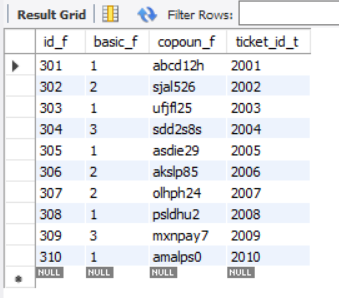 Result Grid Filter Rows:
id_f basic_f copoun_f ticket_id_t
301 1 abcd12h 2001
302 2 sjal526 2002
303 1 ufjfl25 2003
304 3 sdd2s8s 2004
305 1 asdie29 2005
306 2 akslp85 2006
307 2 olhph24 2007
308 1 psldhu2 2008
309 3 mxnpay7 2009
310 1 amalps0 2010
NULL NULL NULL NULL